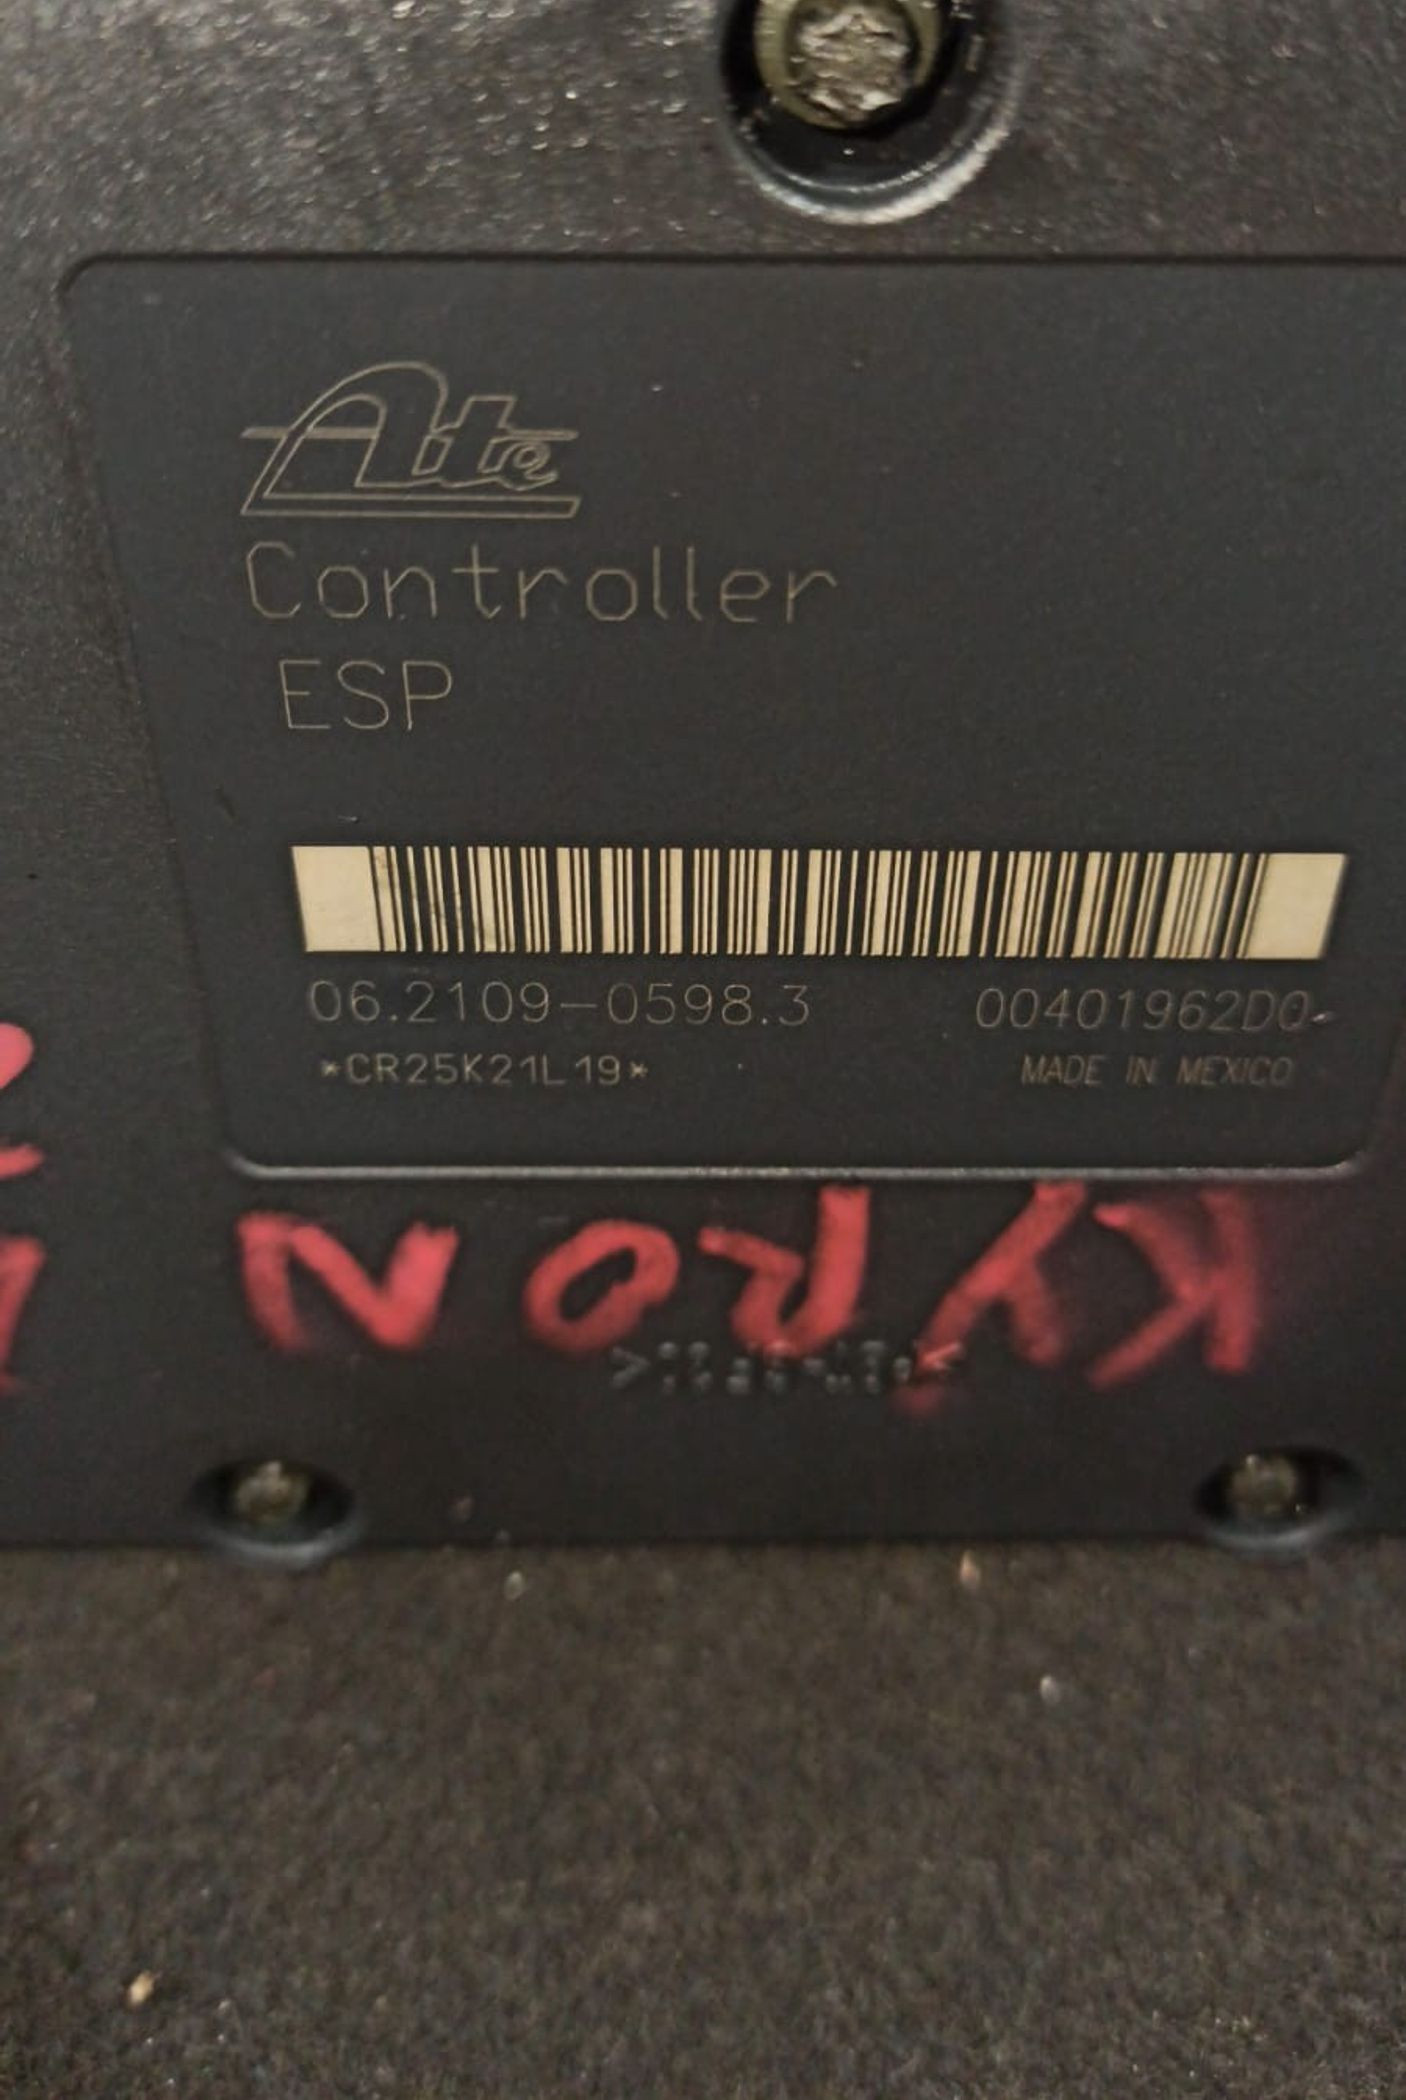 Ate
Controller
ESP
06.2109-0598.3 00401962D0
*CR25K21L19*
MADE IN MEXICO
KYRON